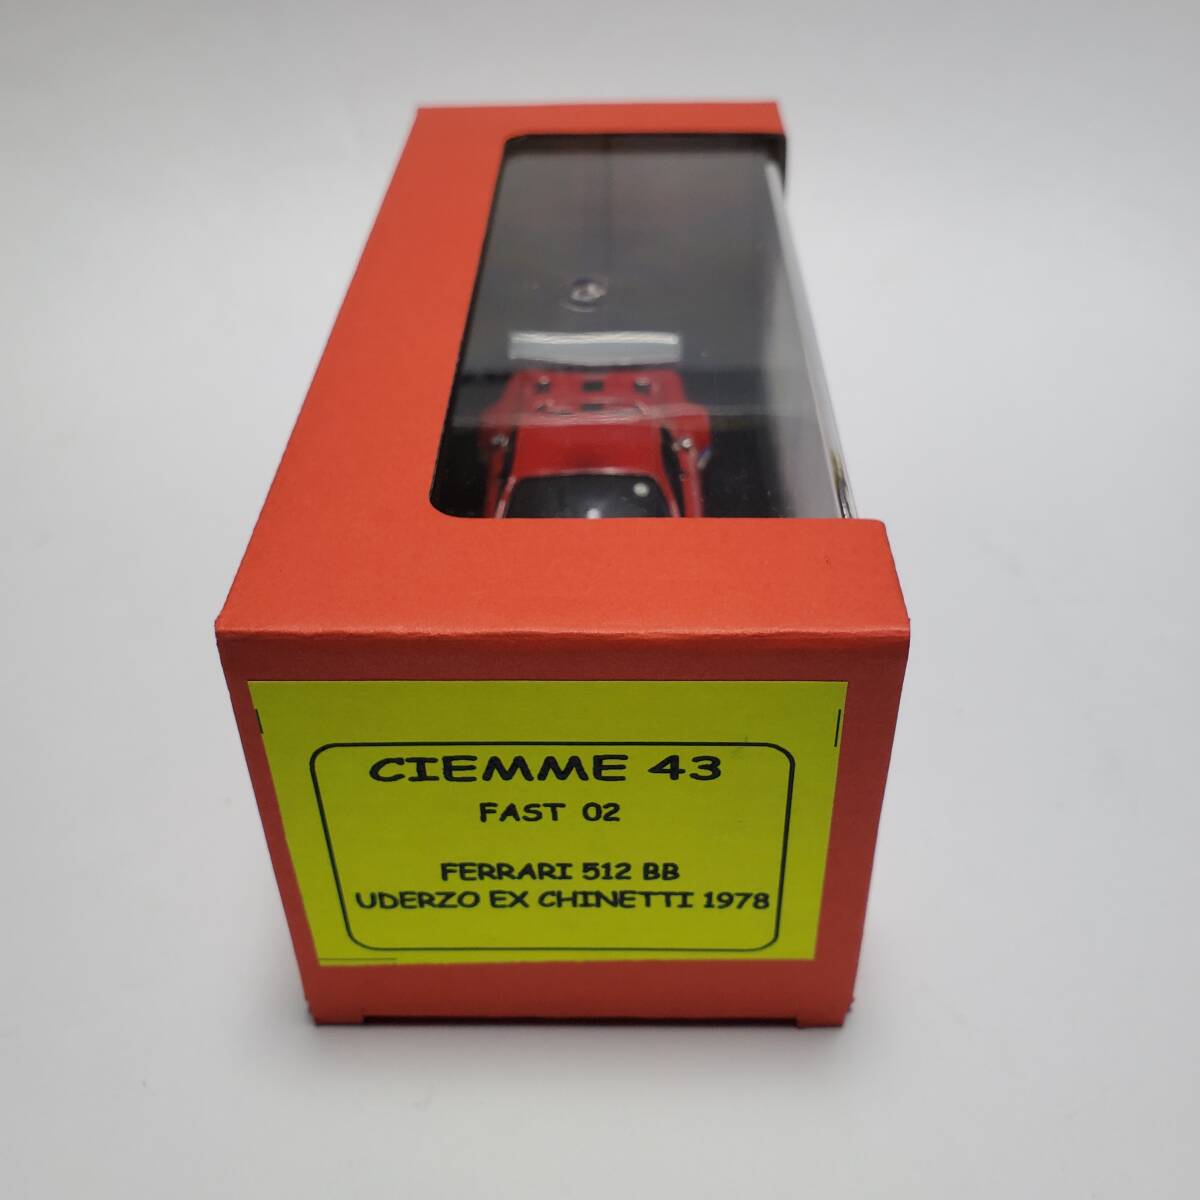 CIEMME 43
FAST 02
FERRARI 512 BB
UDERZO EX CHINETTI 1978